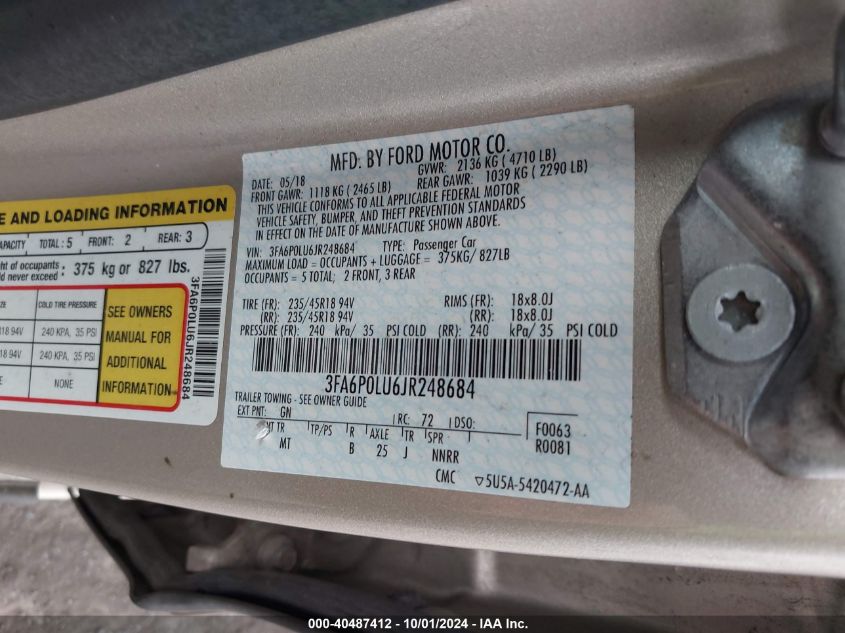 E AND LOADING INFORMATION
CAPACITY TOTAL: 5 FRONT: 2 REAR: 3
ht of occupants
ld never exceed: 375 kg or 827 lbs.
ZE COLD TIRE PRESSURE
R18 94V 240 KPA, 35 PSI
R18 94V 240 KPA, 35 PSI
NONE
SEE OWNERS
MANUAL FOR
ADDITIONAL
INFORMATION
3FA6P0LU6JR248684
MFD. BY FORD MOTOR CO.
DATE: 05/18 GVWR: 2136 KG ( 4710 LB)
FRONT GAWR: 1118 KG ( 2465 LB) REAR GAWR: 1039 KG ( 2290 LB)
THIS VEHICLE CONFORMS TO ALL APPLICABLE FEDERAL MOTOR
VEHICLE SAFETY, BUMPER, AND THEFT PREVENTION STANDARDS
IN EFFECT ON THE DATE OF MANUFACTURE SHOWN ABOVE.
VIN: 3FA6P0LU6JR248684 TYPE: Passenger Car
MAXIMUM LOAD = OCCUPANTS + LUGGAGE = 375KG/ 827LB
OCCUPANTS = 5 TOTAL; 2 FRONT, 3 REAR
TIRE (FR): 235/45R18 94V RIMS (FR): 18x8.0J
(RR): 235/45R18 94V (RR): 18x8.0J
PRESSURE (FR): 240 kPa/ 35 PSI COLD (RR): 240 kPa/ 35 PSI COLD
3FA6P0LU6JR248684
TRAILER TOWING - SEE OWNER GUIDE
EXT PNT: GN RC: 72 DSO: F0063
R0081
NT TR TP/PS R AXLE TR SPR
MT B 25 J NNRR
CMC ▽5U5A-5420472-AA
000-40487412 - 10/01/2024 - IAA Inc.